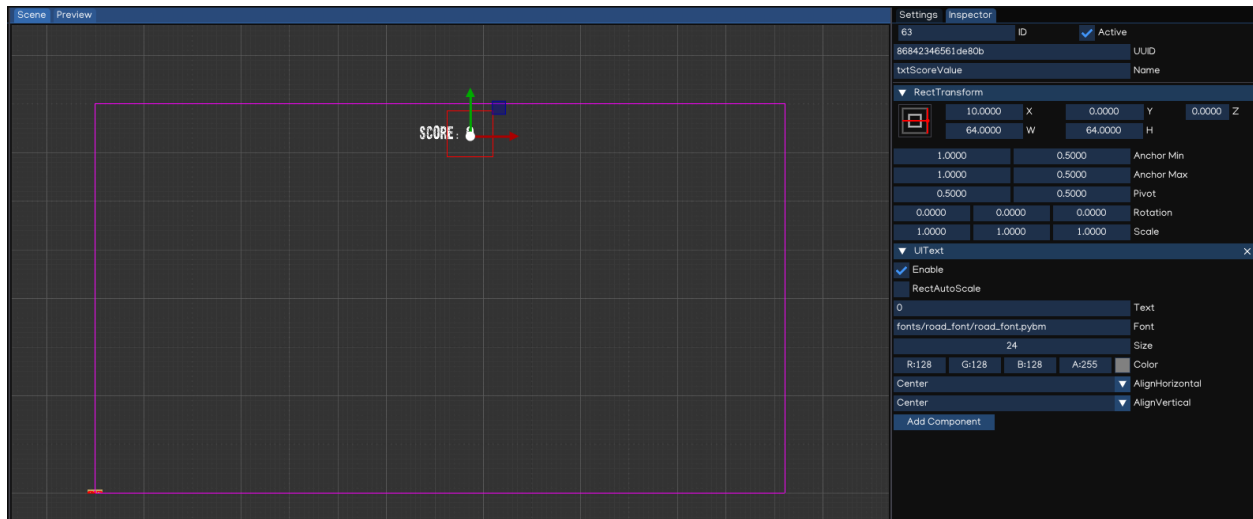 Scene Preview
SCORE :
Settings Inspector
63 ID Active
86842346561de80b UUID
txtScoreValue Name
RectTransform
10.0000 X 0.0000 Y 0.0000 Z
64.0000 W 64.0000 H
1.0000 0.5000 Anchor Min
1.0000 0.5000 Anchor Max
0.5000 0.5000 Pivot
0.0000 0.0000 0.0000 Rotation
1.0000 1.0000 1.0000 Scale
UIText
Enable
RectAutoScale
0 Text
fonts/road_font/road_font.pybm Font
24 Size
R:128 G:128 B:128 A:255 Color
Center AlignHorizontal
Center AlignVertical
Add Component